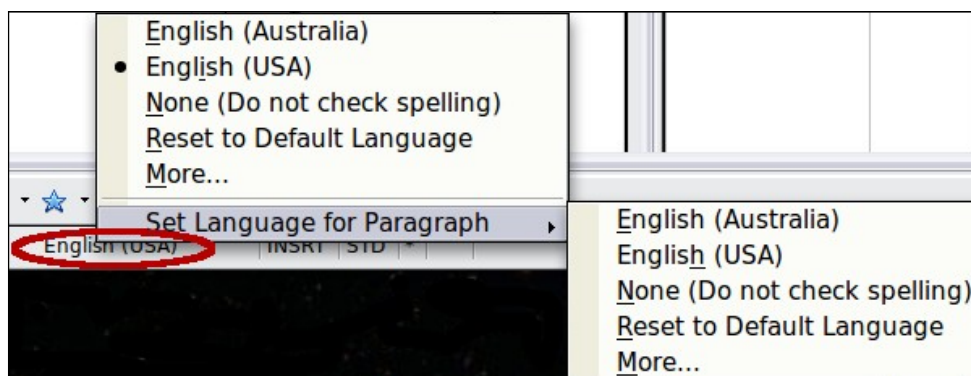 English (Australia)
English (USA)
None (Do not check spelling)
Reset to Default Language
More...
Set Language for Paragraph
English (USA) INSRT STD *
English (Australia)
English (USA)
None (Do not check spelling)
Reset to Default Language
More...